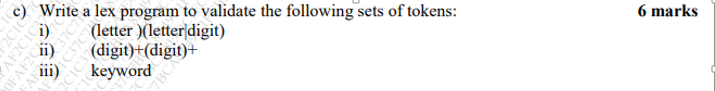 c) Write a lex program to validate the following sets of tokens: 6 marks
i) (letter )(letter|digit)
ii) (digit)+(digit)+
iii) keyword